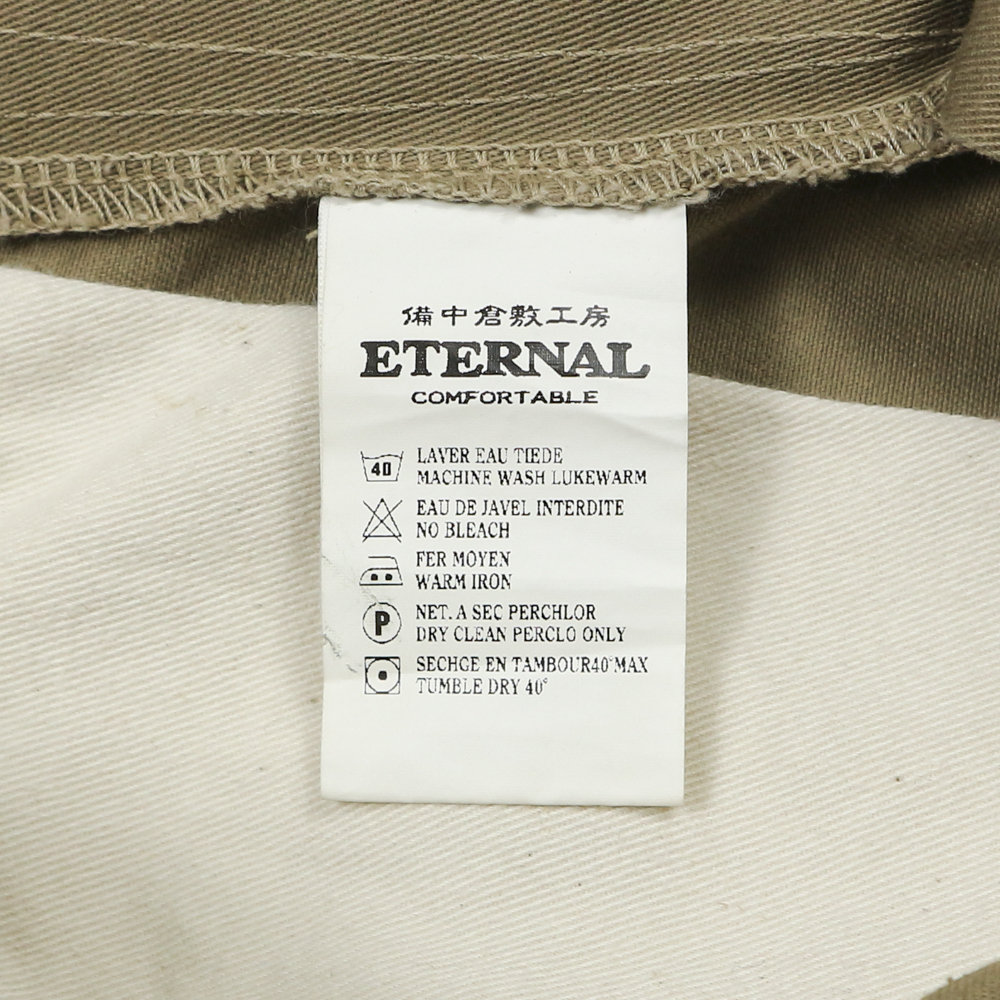 備中倉敷工房
ETERNAL
COMFORTABLE
40 LAVER EAU TIEDE
MACHINE WASH LUKEWARM
EAU DE JAVEL INTERDITE
NO BLEACH
FER MOYEN
WARM IRON
P NET. A SEC PERCHLOR
DRY CLEAN PERCLO ONLY
SECHGE EN TAMBOUR40°MAX
TUMBLE DRY 40°